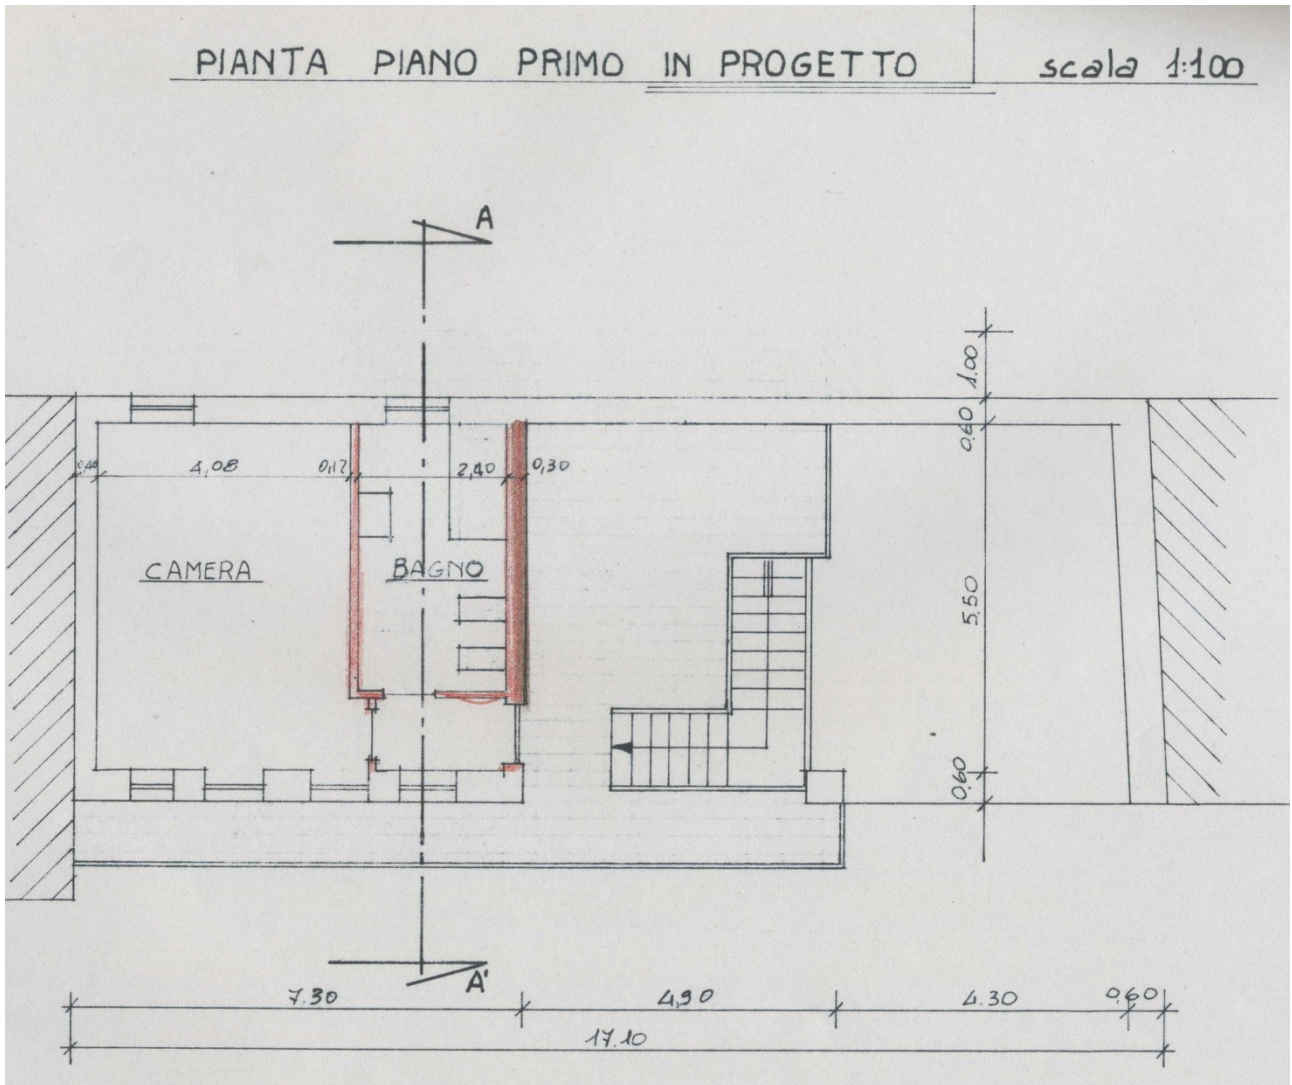 PIANTA PIANO PRIMO IN PROGETTO scala 1:100
A
1.00
0,60
0,40 4,08 0,12 2,40 0,30
CAMERA BAGNO
5,50
0,60
A'
7.30 4,90 4.30 0,60
17.10